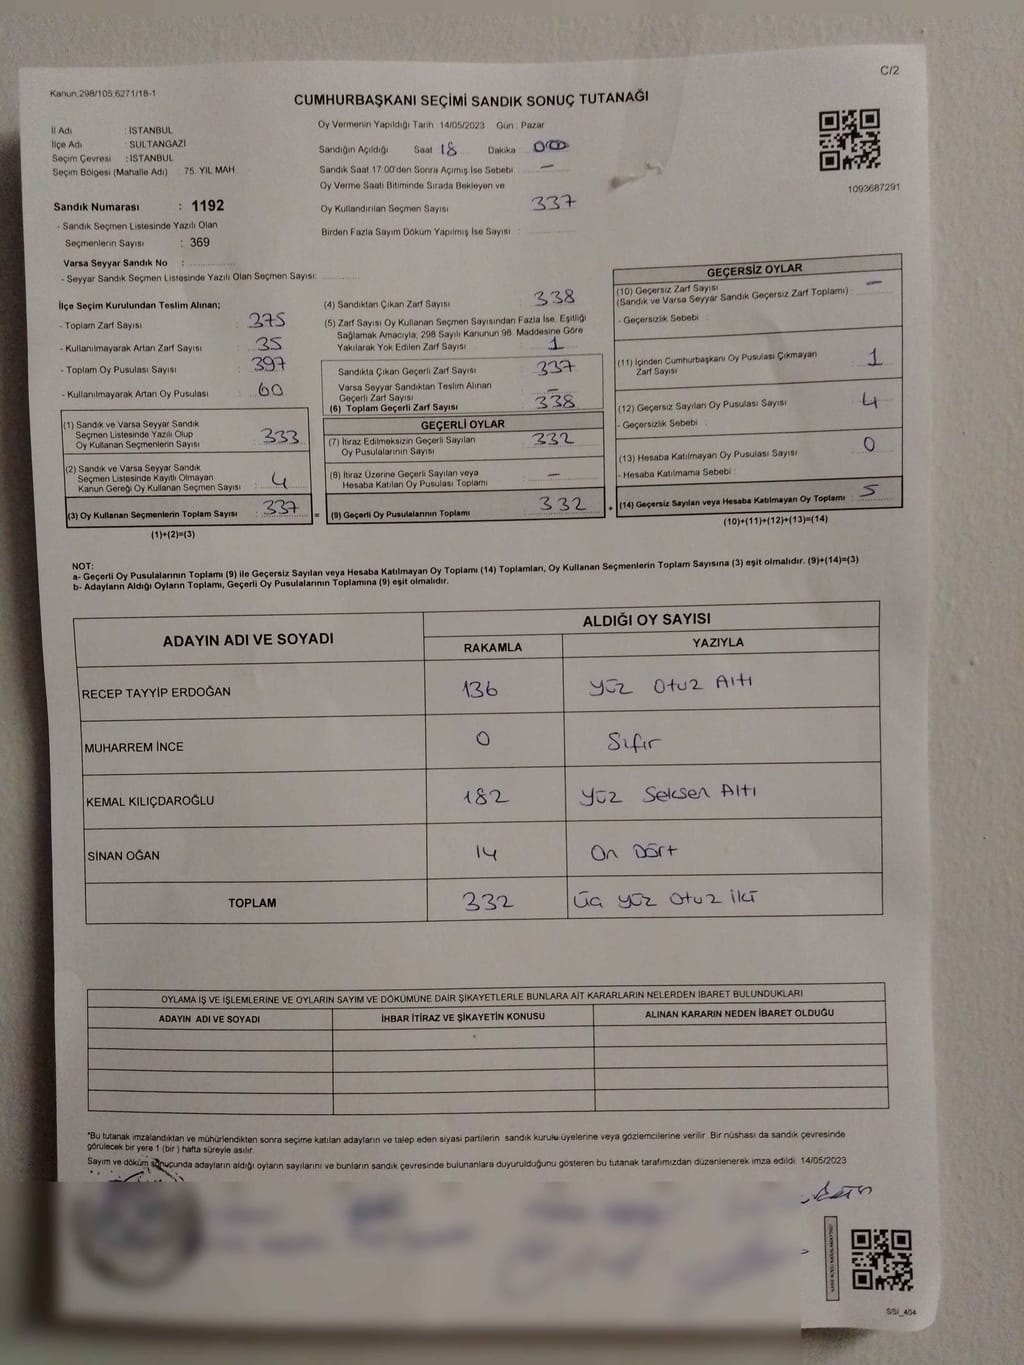 C/2
Kanun,298/105,6271/18-1
CUMHURBAŞKANI SEÇİMİ SANDIK SONUÇ TUTANAĞI
Oy Vermenin Yapıldığı Tarih 14/05/2023 Gün : Pazar
İl Adı : İSTANBUL
İlçe Adı : SULTANGAZİ
Seçim Çevresi : İSTANBUL
Seçim Bölgesi (Mahalle Adı) : 75. YIL MAH.
Sandığın Açıldığı Saat 18 Dakika
Sandık Saat 17.00'den Sonra Açımış İse Sebebi : —
Oy Verme Saati Bitiminde Sırada Bekleyen ve
Oy Kullandırılan Seçmen Sayısı : 337
Birden Fazla Sayım Döküm Yapılmış İse Sayısı :
1093687291
Sandık Numarası : 1192
- Sandık Seçmen Listesinde Yazılı Olan
Seçmenlerin Sayısı : 369
Varsa Seyyar Sandık No :
- Seyyar Sandık Seçmen Listesinde Yazılı Olan Seçmen Sayısı:
İlçe Seçim Kurulundan Teslim Alınan;
- Toplam Zarf Sayısı : 375
- Kullanılmayarak Artan Zarf Sayısı : 35
- Toplam Oy Pusulası Sayısı : 397
- Kullanılmayarak Artan Oy Pusulası : 60
(1) Sandık ve Varsa Seyyar Sandık
Seçmen Listesinde Yazılı Olup
Oy Kullanan Seçmenlerin Sayısı : 333
(2) Sandık ve Varsa Seyyar Sandık
Seçmen Listesinde Kayıtlı Olmayan
Kanun Gereği Oy Kullanan Seçmen Sayısı : 4
(3) Oy Kullanan Seçmenlerin Toplam Sayısı : 337
(1)+(2)=(3)
(4) Sandıktan Çıkan Zarf Sayısı : 338
(5) Zarf Sayısı Oy Kullanan Seçmen Sayısından Fazla İse, Eşitliği
Sağlamak Amacıyla; 298 Sayılı Kanunun 98. Maddesine Göre
Yakılarak Yok Edilen Zarf Sayısı : 1
Sandıkta Çıkan Geçerli Zarf Sayısı : 337
Varsa Seyyar Sandıktan Teslim Alınan
Geçerli Zarf Sayısı : —
(6) Toplam Geçerli Zarf Sayısı : 338
GEÇERLİ OYLAR
(7) İtiraz Edilmeksizin Geçerli Sayılan
Oy Pusulalarının Sayısı : 332
(8) İtiraz Üzerine Geçerli Sayılan veya
Hesaba Katılan Oy Pusulası Toplamı : —
= (9) Geçerli Oy Pusulalarının Toplamı : 332
GEÇERSİZ OYLAR
(10) Geçersiz Zarf Sayısı
(Sandık ve Varsa Seyyar Sandık Geçersiz Zarf Toplamı) : —
- Geçersizlik Sebebi :
(11) İçinden Cumhurbaşkanı Oy Pusulası Çıkmayan
Zarf Sayısı : 1
(12) Geçersiz Sayılan Oy Pusulası Sayısı : 4
- Geçersizlik Sebebi :
(13) Hesaba Katılmayan Oy Pusulası Sayısı : 0
- Hesaba Katılmama Sebebi :
+ (14) Geçersiz Sayılan veya Hesaba Katılmayan Oy Toplamı : 5
(10)+(11)+(12)+(13)=(14)
NOT:
a- Geçerli Oy Pusulalarının Toplamı (9) ile Geçersiz Sayılan veya Hesaba Katılmayan Oy Toplamı (14) Toplamları, Oy Kullanan Seçmenlerin Toplam Sayısına (3) eşit olmalıdır. (9)+(14)=(3)
b- Adayların Aldığı Oyların Toplamı, Geçerli Oy Pusulalarının Toplamına (9) eşit olmalıdır.
ADAYIN ADI VE SOYADI ALDIĞI OY SAYISI
RAKAMLA YAZIYLA
RECEP TAYYİP ERDOĞAN 136 Yüz Otuz Altı
MUHARREM İNCE 0 Sıfır
KEMAL KILIÇDAROĞLU 182 Yüz Seksen Altı
SİNAN OĞAN 14 On Dört
TOPLAM 332 Üç yüz Otuz iki
OYLAMA İŞ VE İŞLEMLERİNE VE OYLARIN SAYIM VE DÖKÜMÜNE DAİR ŞİKAYETLERLE BUNLARA AİT KARARLARIN NELERDEN İBARET BULUNDUKLARI
ADAYIN ADI VE SOYADI İHBAR İTİRAZ VE ŞİKAYETİN KONUSU ALINAN KARARIN NEDEN İBARET OLDUĞU
*Bu tutanak imzalandıktan ve mühürlendikten sonra seçime katılan adayların ve talep eden siyasi partilerin sandık kurulu üyelerine veya gözlemcilerine verilir. Bir nüshası da sandık çevresinde
görülecek bir yere 1 (bir ) hafta süreyle asılır.
Sayım ve döküm sonucunda adayların aldığı oyların sayılarını ve bunların sandık çevresinde bulunanlara duyurulduğunu gösteren bu tutanak tarafımızdan düzenlenerek imza edildi. 14/05/2023
SSI_404